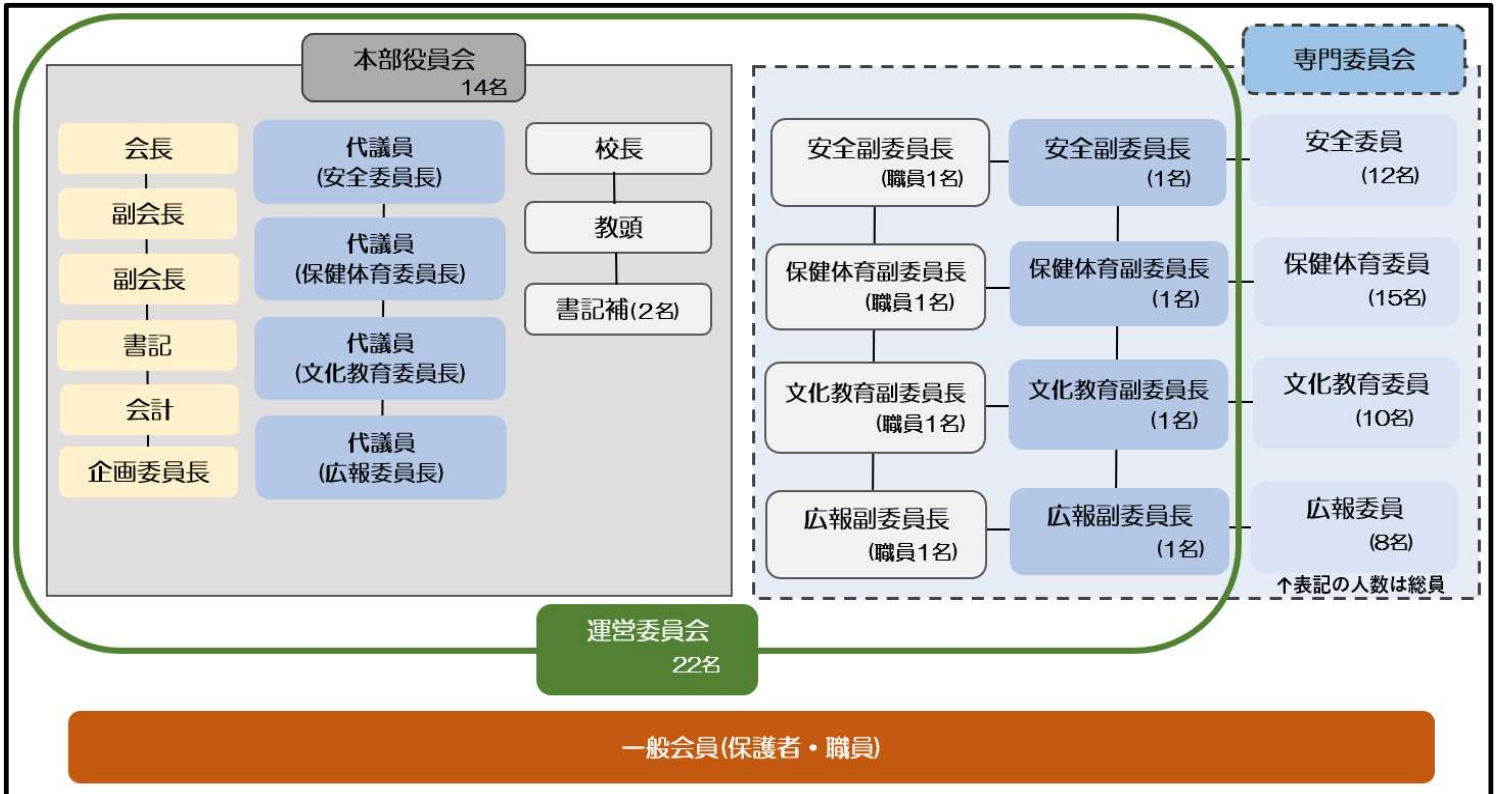 本部役員会
14名
会長
副会長
副会長
書記
会計
企画委員長
代議員
(安全委員長)
代議員
(保健体育委員長)
代議員
(文化教育委員長)
代議員
(広報委員長)
校長
教頭
書記補(2名)
専門委員会
安全副委員長
(職員1名)
安全副委員長
(1名)
安全委員
(12名)
保健体育副委員長
(職員1名)
保健体育副委員長
(1名)
保健体育委員
(15名)
文化教育副委員長
(職員1名)
文化教育副委員長
(1名)
文化教育委員
(10名)
広報副委員長
(職員1名)
広報副委員長
(1名)
広報委員
(8名)
↑表記の人数は総員
運営委員会
22名
一般会員(保護者・職員)